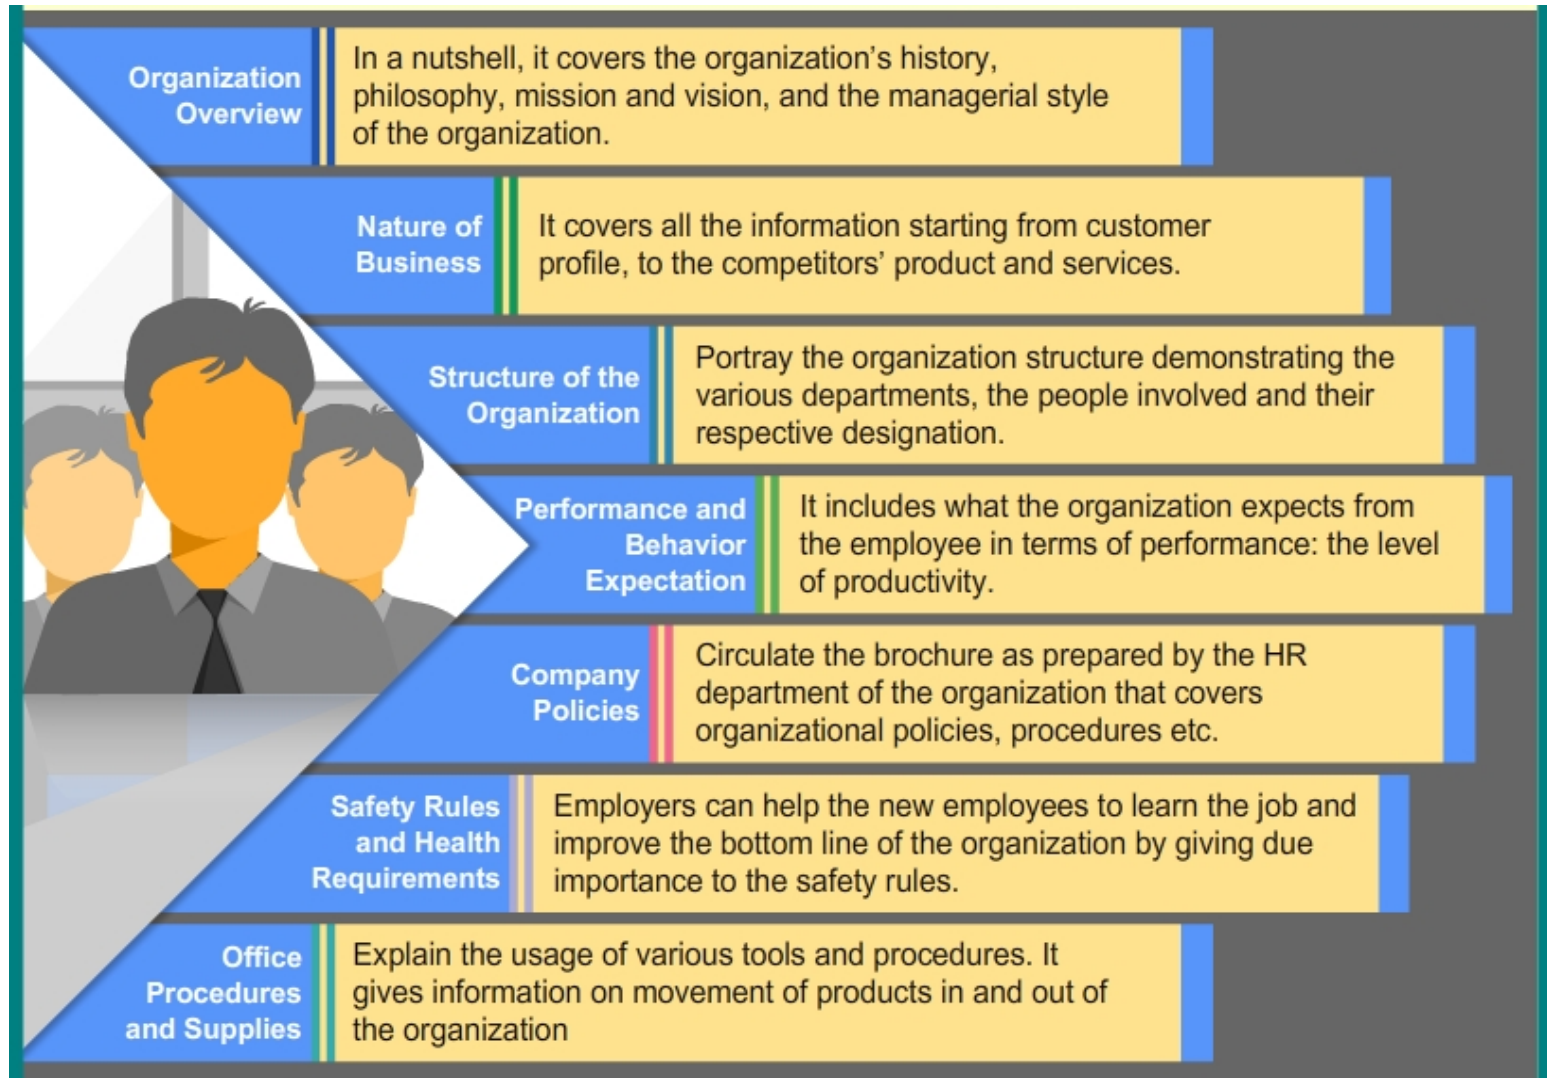 Organization
Overview
In a nutshell, it covers the organization’s history,
philosophy, mission and vision, and the managerial style
of the organization.
Nature of
Business
It covers all the information starting from customer
profile, to the competitors’ product and services.
Structure of the
Organization
Portray the organization structure demonstrating the
various departments, the people involved and their
respective designation.
Performance and
Behavior
Expectation
It includes what the organization expects from
the employee in terms of performance: the level
of productivity.
Company
Policies
Circulate the brochure as prepared by the HR
department of the organization that covers
organizational policies, procedures etc.
Safety Rules
and Health
Requirements
Employers can help the new employees to learn the job and
improve the bottom line of the organization by giving due
importance to the safety rules.
Office
Procedures
and Supplies
Explain the usage of various tools and procedures. It
gives information on movement of products in and out of
the organization